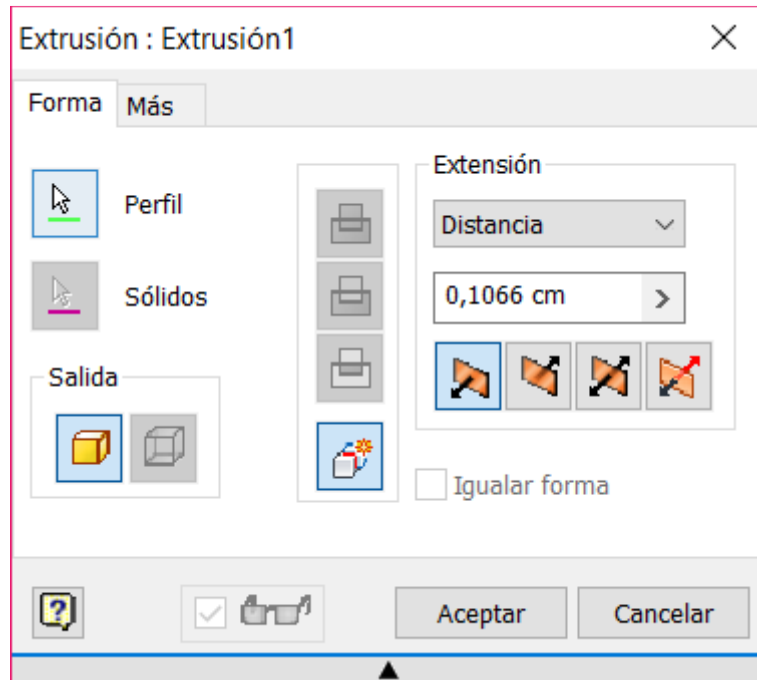 Extrusión : Extrusión1
Forma Más
Perfil
Sólidos
Salida
Extensión
Distancia
0,1066 cm
Igualar forma
Aceptar Cancelar